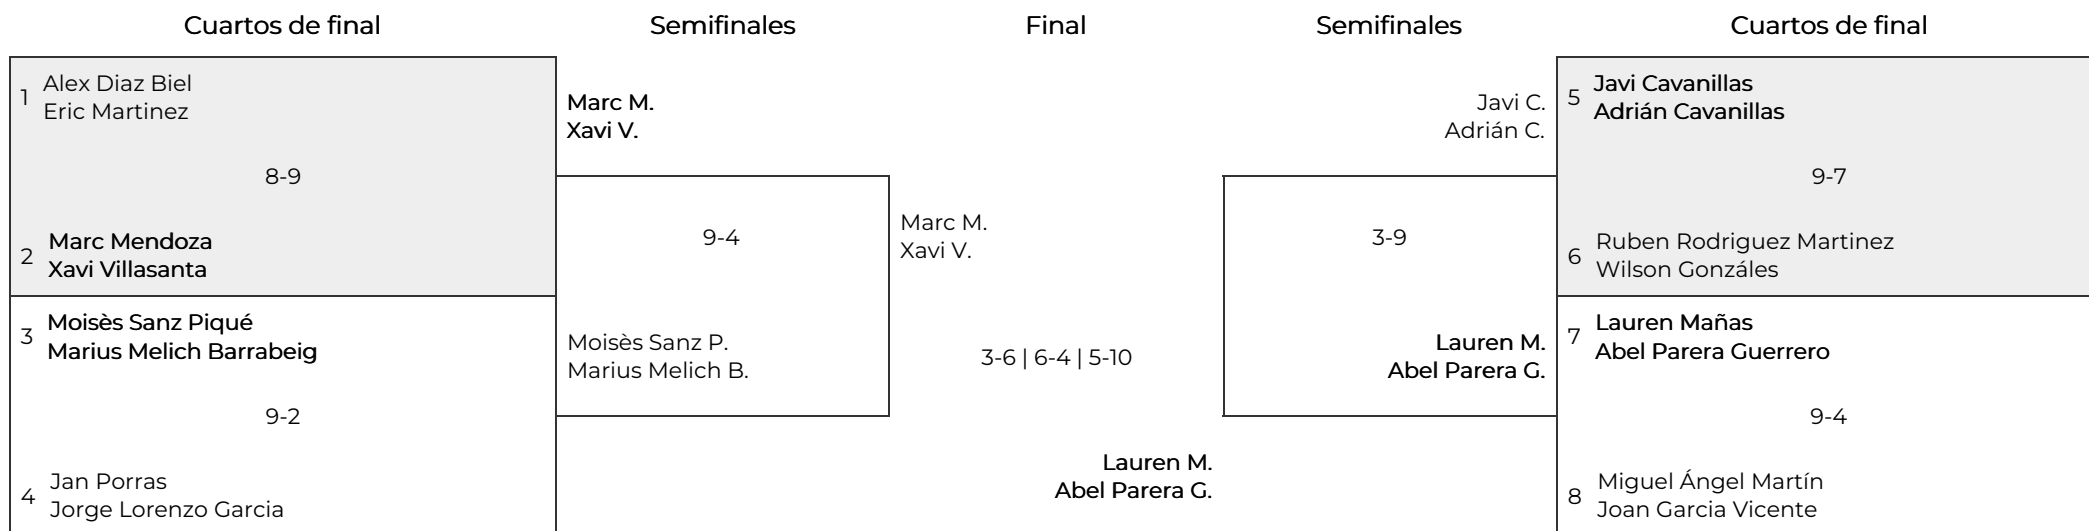 Cuartos de final
Semifinales
Final
Semifinales
Cuartos de final
1
Alex Diaz Biel
Eric Martinez
8-9
2
Marc Mendoza
Xavi Villasanta
3
Moisès Sanz Piqué
Marius Melich Barrabeig
9-2
4
Jan Porras
Jorge Lorenzo Garcia
Marc M.
Xavi V.
9-4
Moisès Sanz P.
Marius Melich B.
Marc M.
Xavi V.
3-6 | 6-4 | 5-10
Lauren M.
Abel Parera G.
Javi C.
Adrián C.
3-9
Lauren M.
Abel Parera G.
5
Javi Cavanillas
Adrián Cavanillas
9-7
6
Ruben Rodriguez Martinez
Wilson Gonzáles
7
Lauren Mañas
Abel Parera Guerrero
9-4
8
Miguel Ángel Martín
Joan Garcia Vicente